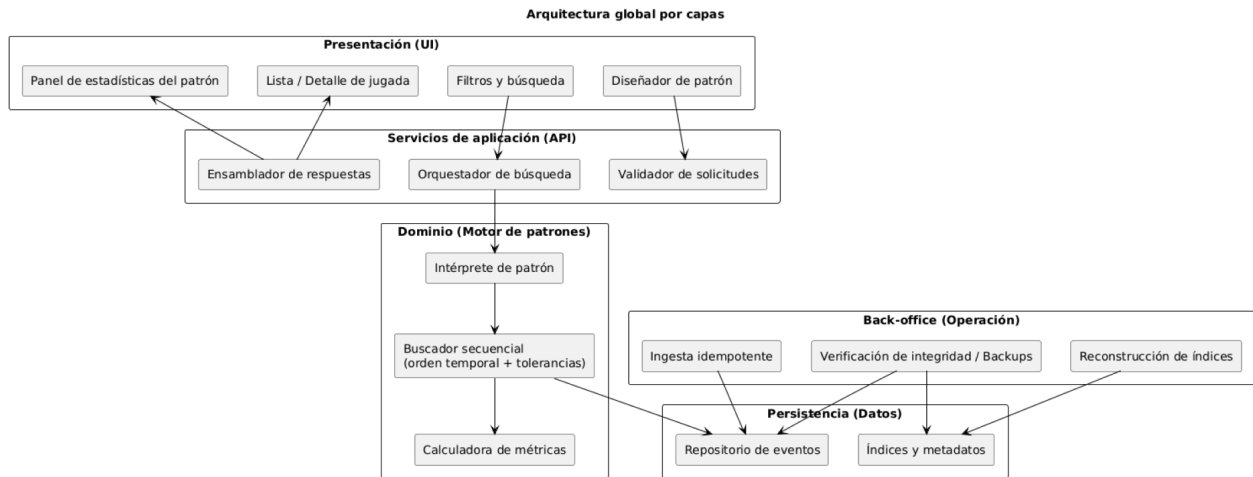 Arquitectura global por capas
Presentación (UI)
Panel de estadísticas del patrón
Lista / Detalle de jugada
Filtros y búsqueda
Diseñador de patrón
Servicios de aplicación (API)
Ensamblador de respuestas
Orquestador de búsqueda
Validador de solicitudes
Dominio (Motor de patrones)
Intérprete de patrón
Buscador secuencial
(orden temporal + tolerancias)
Calculadora de métricas
Back-office (Operación)
Ingesta idempotente
Verificación de integridad / Backups
Reconstrucción de índices
Persistencia (Datos)
Repositorio de eventos
Índices y metadatos